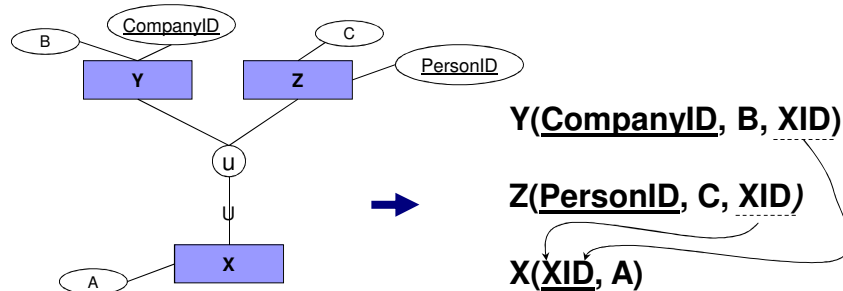 B
CompanyID
C
Y
Z
PersonID
u
U
X
A
Y(CompanyID, B, XID)
Z(PersonID, C, XID)
X(XID, A)